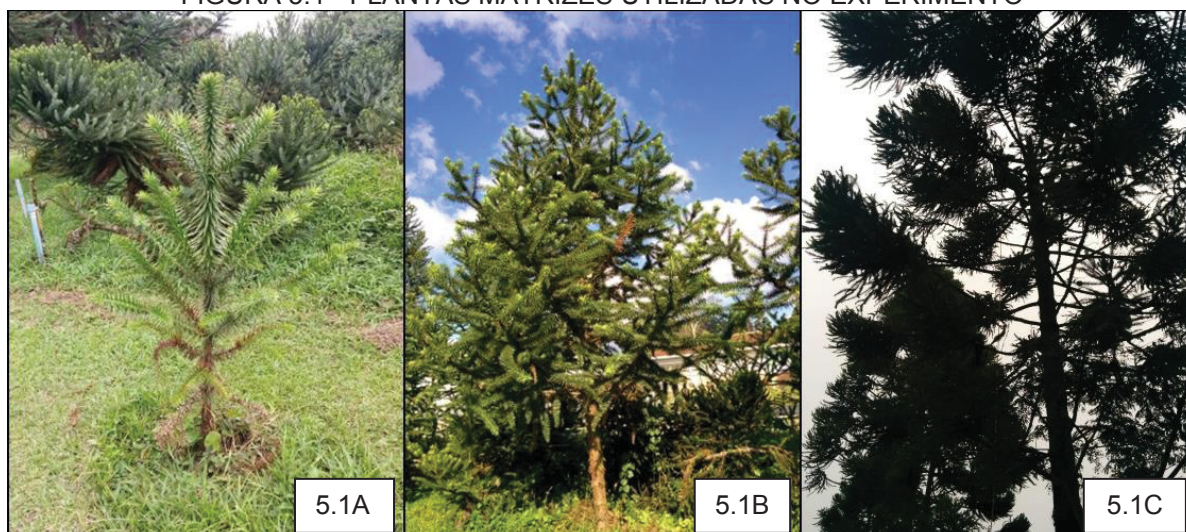 FIGURA 5.1 - PLANTAS MATRIZES UTILIZADAS NO EXPERIMENTO
5.1A
5.1B
5.1C